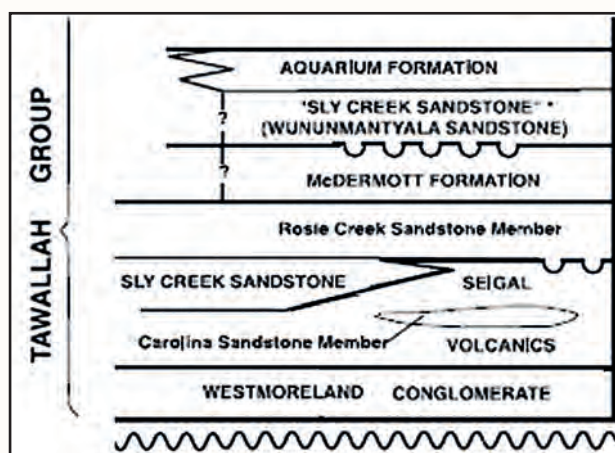 TAWALLAH GROUP
AQUARIUM FORMATION
"SLY CREEK SANDSTONE" *
(WUNUNMANTYALA SANDSTONE)
?
?
McDERMOTT FORMATION
Rosie Creek Sandstone Member
SLY CREEK SANDSTONE
SEIGAL
Carolina Sandstone Member
VOLCANICS
WESTMORELAND CONGLOMERATE